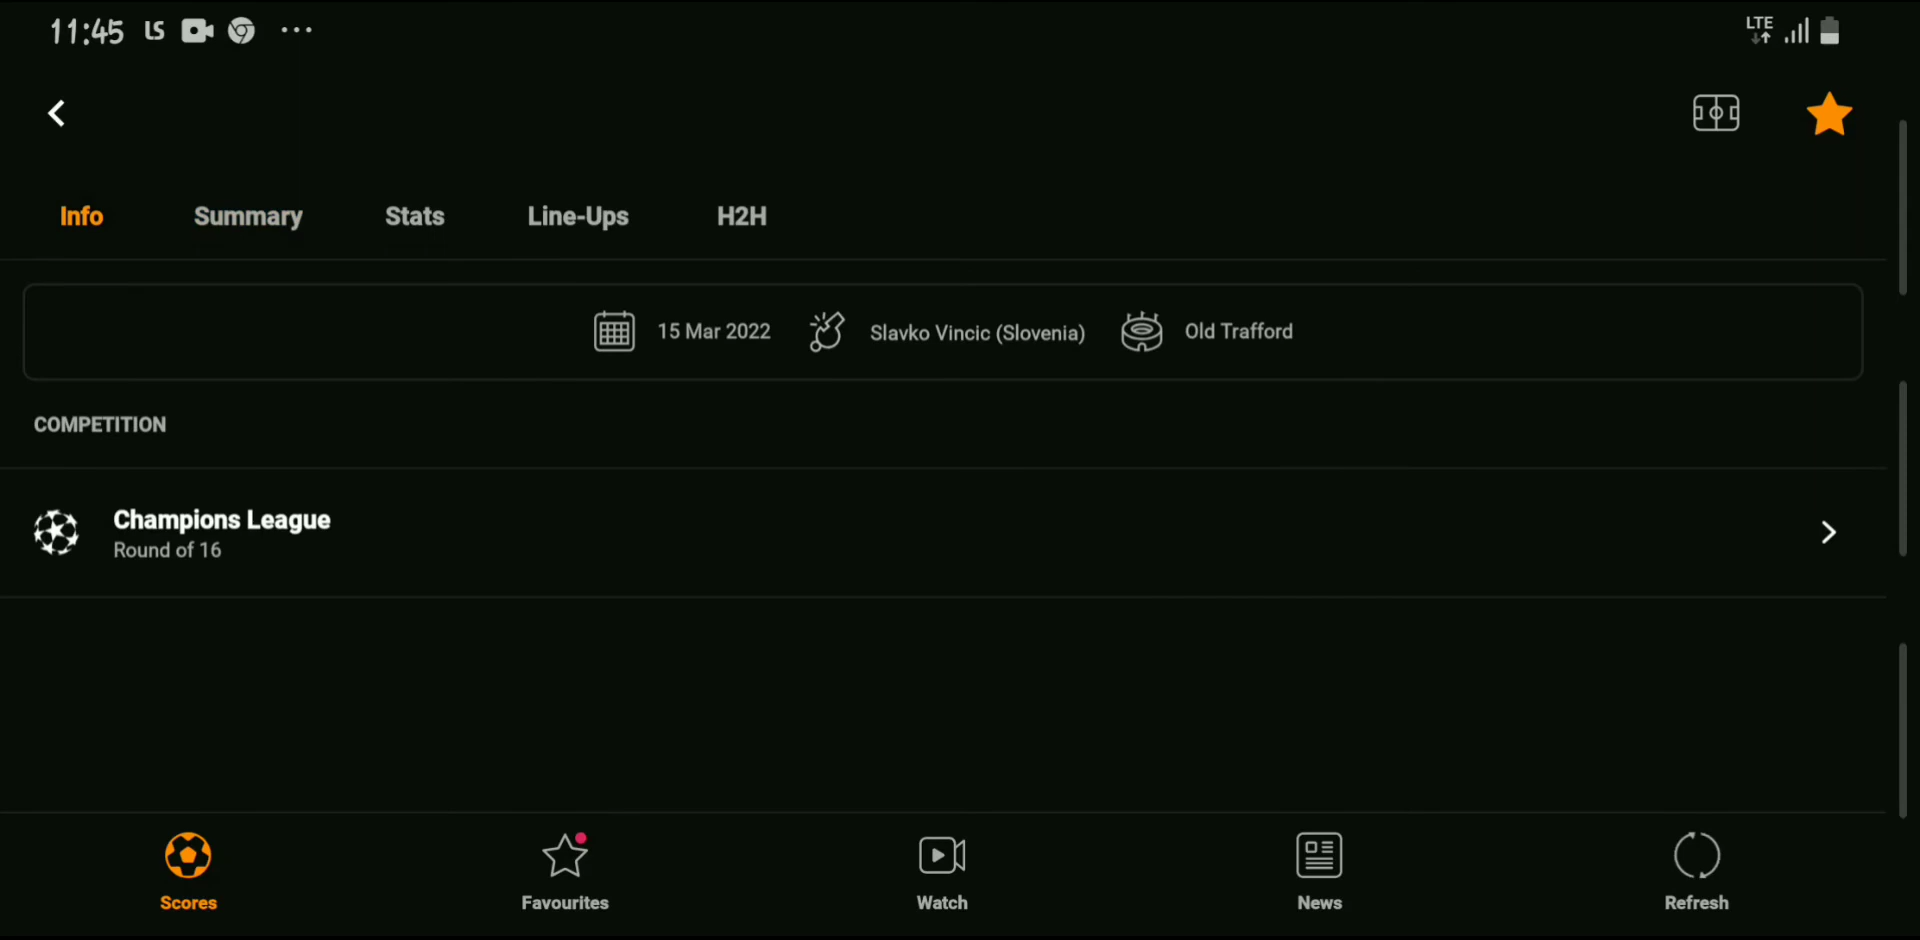 11:45 LS
LTE
Info Summary Stats Line-Ups H2H
15 Mar 2022 Slavko Vincic (Slovenia) Old Trafford
COMPETITION
Champions League
Round of 16
Scores Favourites Watch News Refresh